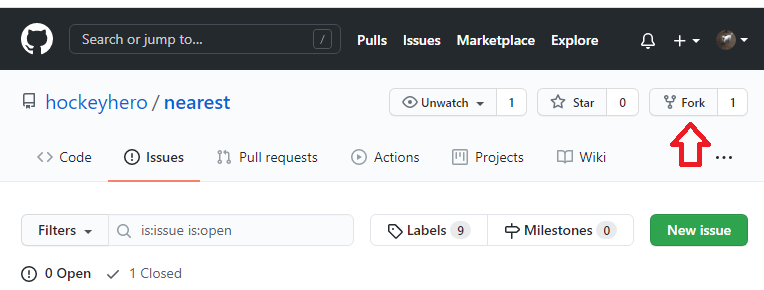 Search or jump to... / Pulls Issues Marketplace Explore
hockeyhero / nearest Unwatch 1 Star 0 Fork 1
Code Issues Pull requests Actions Projects Wiki ...
Filters is:issue is:open Labels 9 Milestones 0 New issue
0 Open 1 Closed